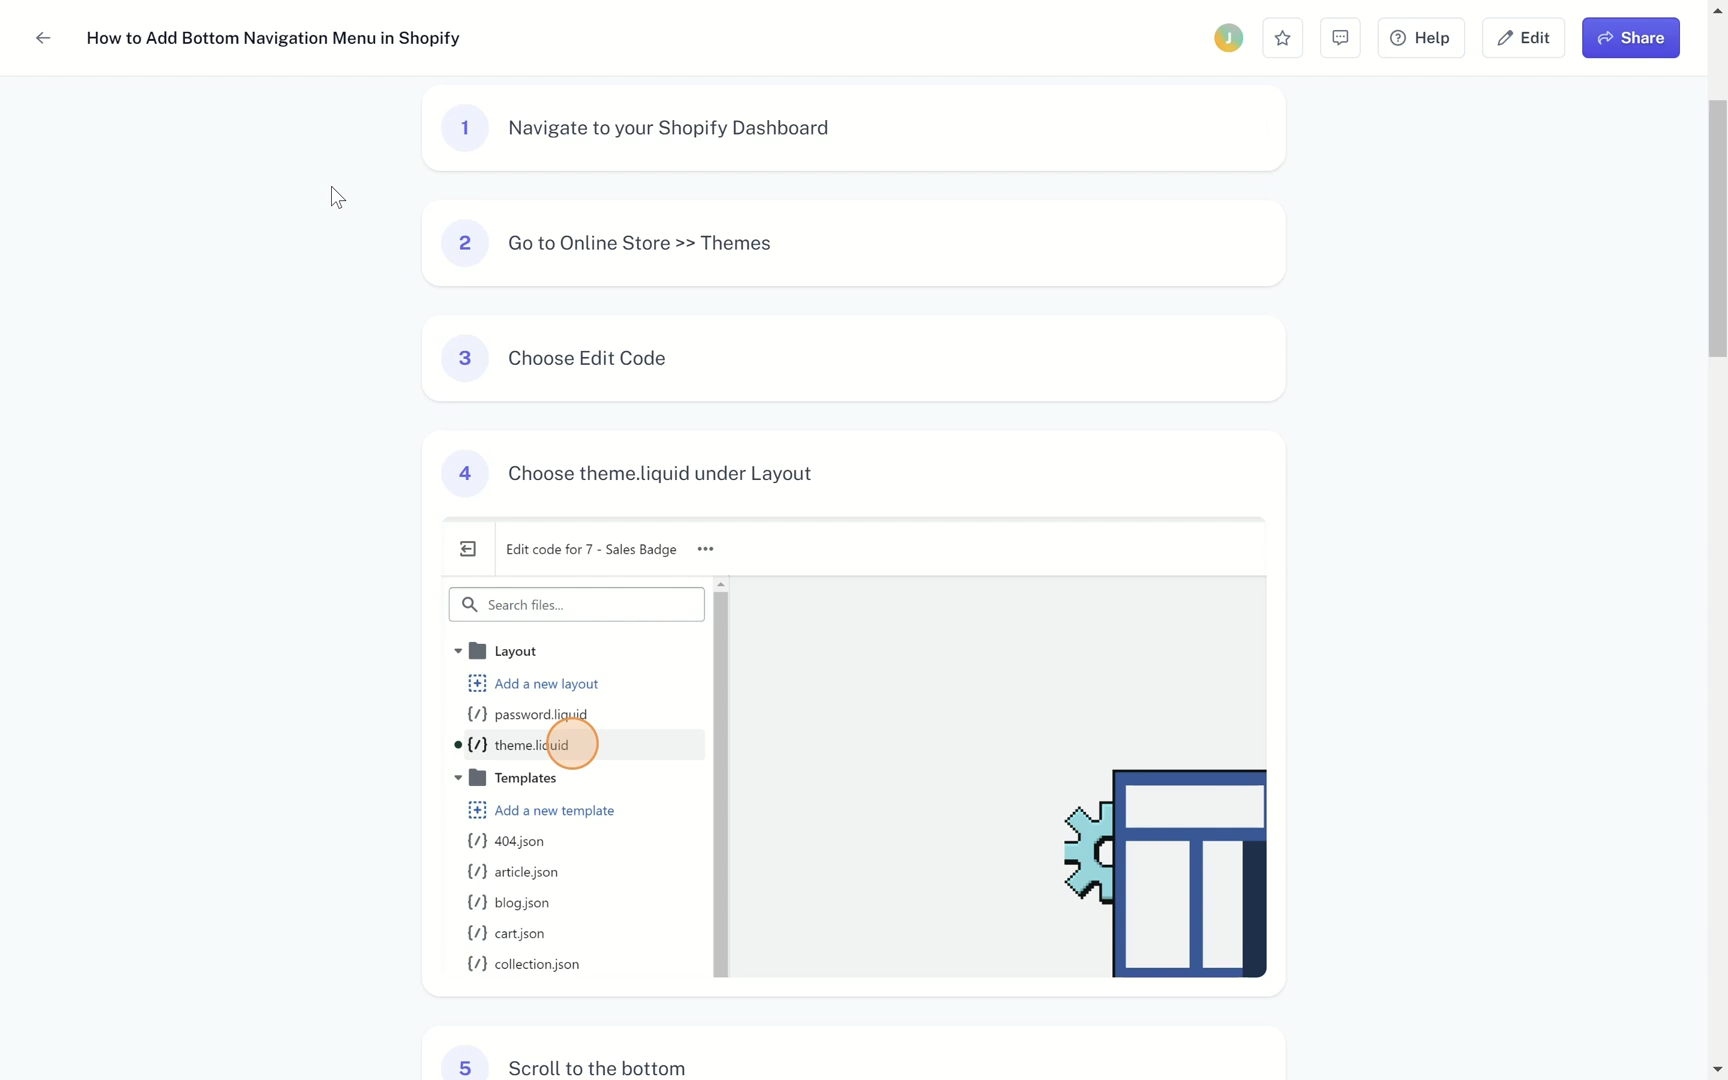 How to Add Bottom Navigation Menu in Shopify
J
Help
Edit
Share
1
Navigate to your Shopify Dashboard
2
Go to Online Store >> Themes
3
Choose Edit Code
4
Choose theme.liquid under Layout
Edit code for 7 - Sales Badge
Search files...
Layout
Add a new layout
{/} password.liquid
{/} theme.liquid
Templates
Add a new template
{/} 404.json
{/} article.json
{/} blog.json
{/} cart.json
{/} collection.json
5
Scroll to the bottom